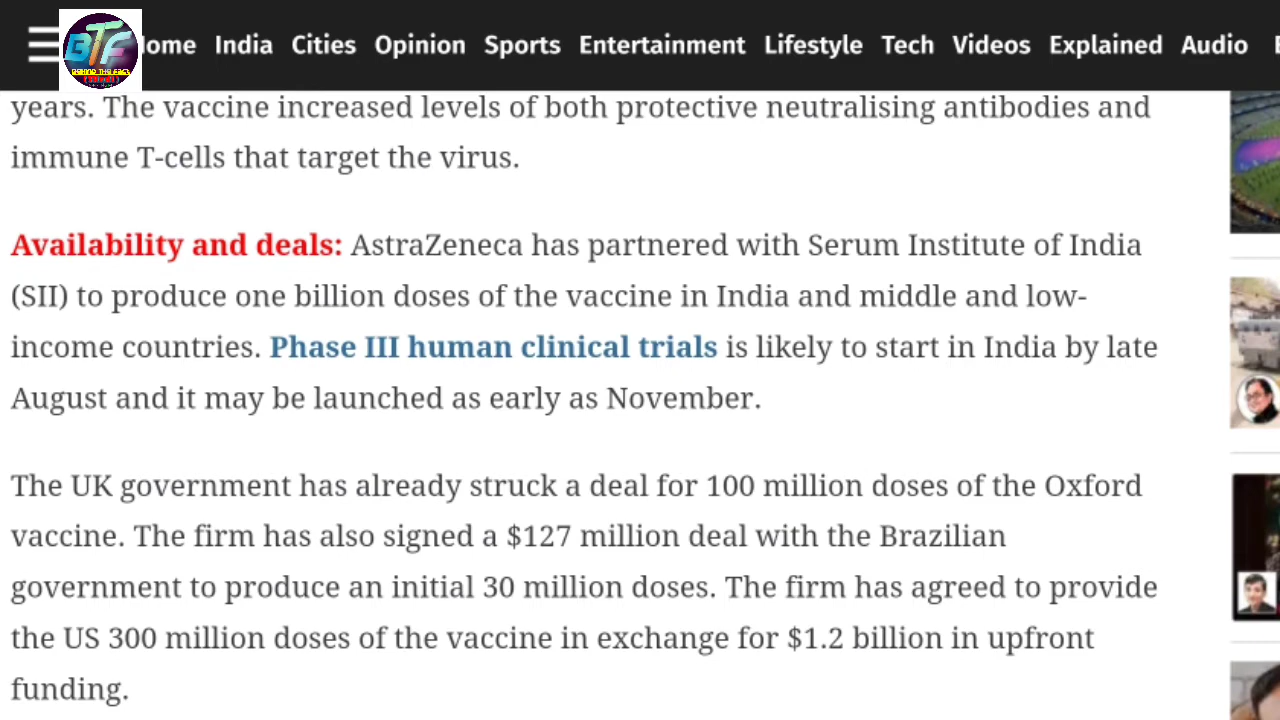 Home India Cities Opinion Sports Entertainment Lifestyle Tech Videos Explained Audio
BTF
BEHIND THE FACT
years. The vaccine increased levels of both protective neutralising antibodies and
immune T-cells that target the virus.
Availability and deals: AstraZeneca has partnered with Serum Institute of India
(SII) to produce one billion doses of the vaccine in India and middle and low-
income countries. Phase III human clinical trials is likely to start in India by late
August and it may be launched as early as November.
The UK government has already struck a deal for 100 million doses of the Oxford
vaccine. The firm has also signed a $127 million deal with the Brazilian
government to produce an initial 30 million doses. The firm has agreed to provide
the US 300 million doses of the vaccine in exchange for $1.2 billion in upfront
funding.